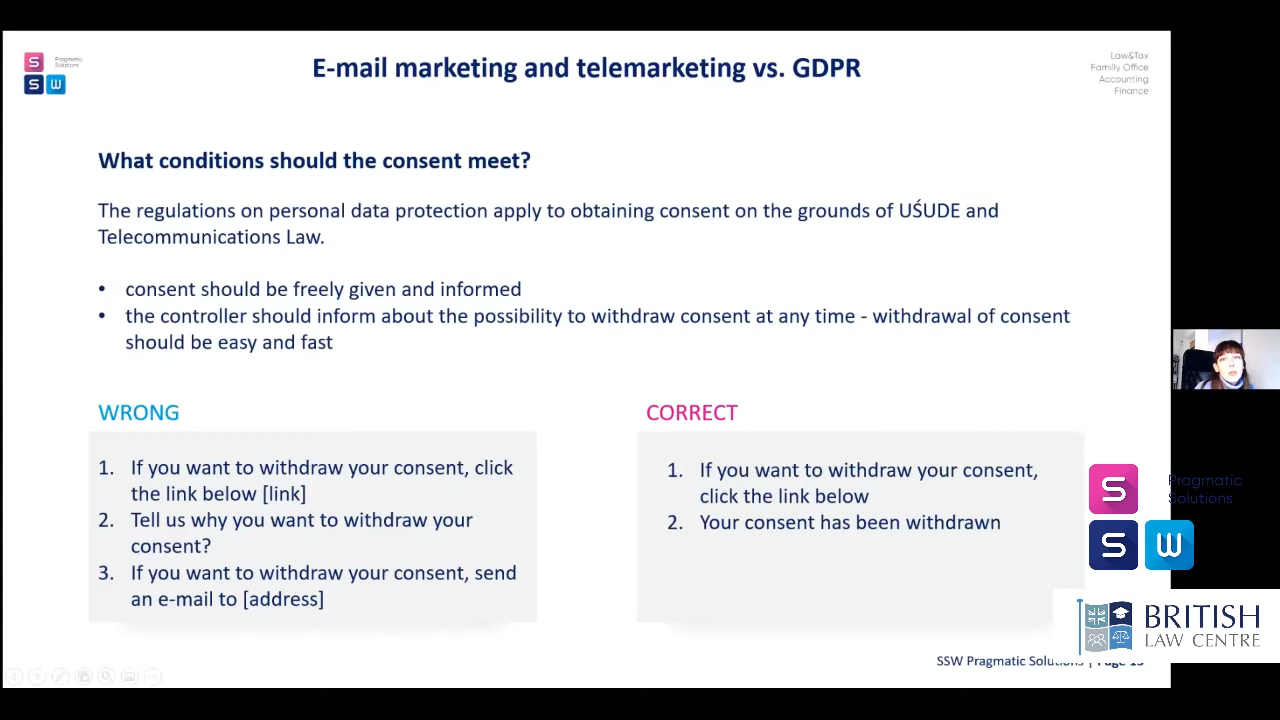 S
Pragmatic
Solutions
S W
E-mail marketing and telemarketing vs. GDPR
Law&Tax
Familly Office
Accounting
Finance
What conditions should the consent meet?
The regulations on personal data protection apply to obtaining consent on the grounds of UŚUDE and
Telecommunications Law.
• consent should be freely given and informed
• the controller should inform about the possibility to withdraw consent at any time - withdrawal of consent
should be easy and fast
WRONG
1. If you want to withdraw your consent, click
the link below [link]
2. Tell us why you want to withdraw your
consent?
3. If you want to withdraw your consent, send
an e-mail to [address]
CORRECT
1. If you want to withdraw your consent,
click the link below
2. Your consent has been withdrawn
S
Pragmatic
Solutions
S W
BRITISH
LAW CENTRE
SSW Pragmatic Solutions | Page 15